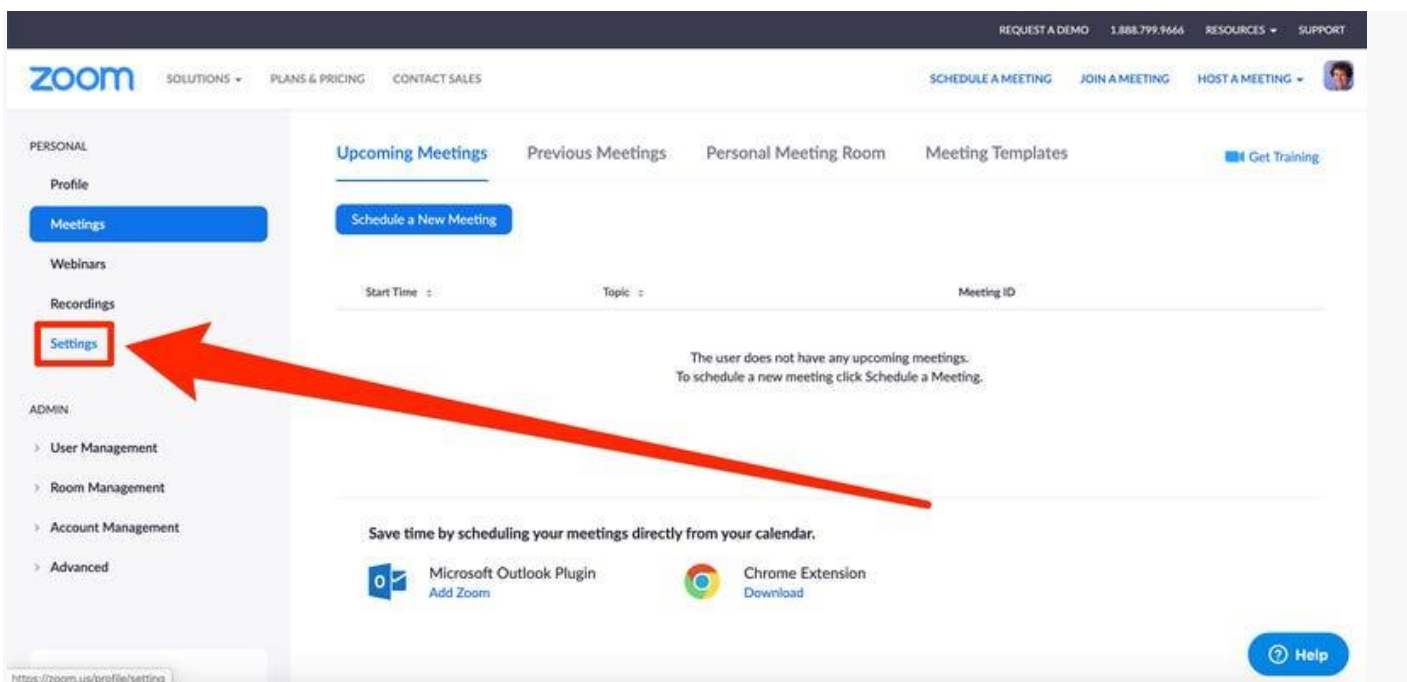 REQUEST A DEMO 1.888.799.9666 RESOURCES SUPPORT
zoom SOLUTIONS PLANS & PRICING CONTACT SALES SCHEDULE A MEETING JOIN A MEETING HOST A MEETING
PERSONAL
Profile
Meetings
Webinars
Recordings
Settings
ADMIN
User Management
Room Management
Account Management
Advanced
Upcoming Meetings Previous Meetings Personal Meeting Room Meeting Templates Get Training
Schedule a New Meeting
Start Time Topic Meeting ID
The user does not have any upcoming meetings.
To schedule a new meeting click Schedule a Meeting.
Save time by scheduling your meetings directly from your calendar.
Microsoft Outlook Plugin
Add Zoom
Chrome Extension
Download
Help
https://zoom.us/profile/setting